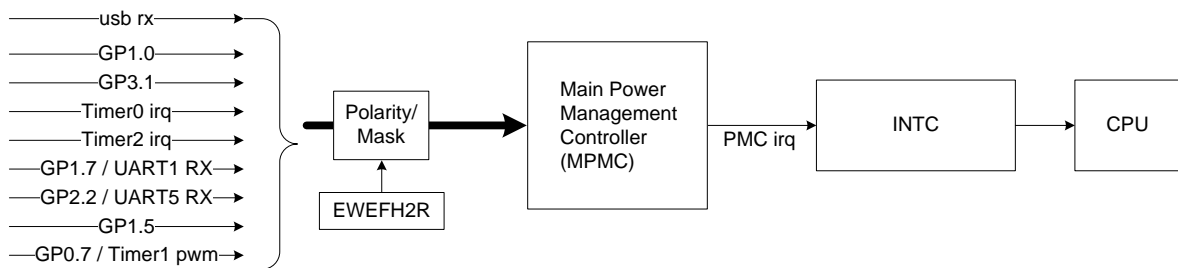 usb rx
GP1.0
GP3.1
Timer0 irq
Timer2 irq
GP1.7 / UART1 RX
GP2.2 / UART5 RX
GP1.5
GP0.7 / Timer1 pwm
Polarity/
Mask
EWEFH2R
Main Power
Management
Controller
(MPMC)
PMC irq
INTC
CPU